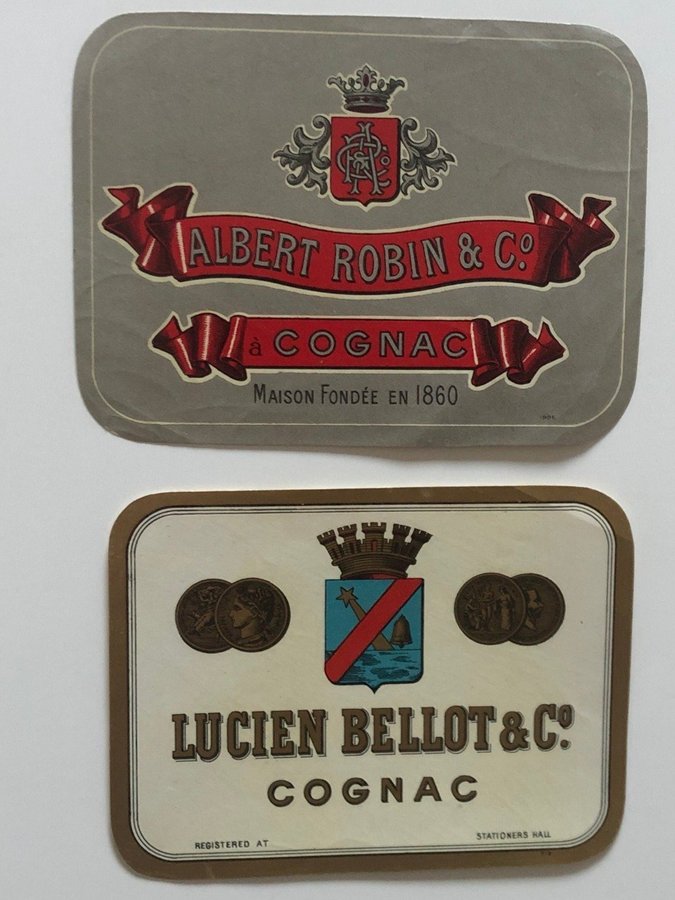 ALBERT ROBIN & Cº.
à COGNAC
MAISON FONDÉE EN 1860
LUCIEN BELLOT & Cº.
COGNAC
REGISTERED AT STATIONERS HALL